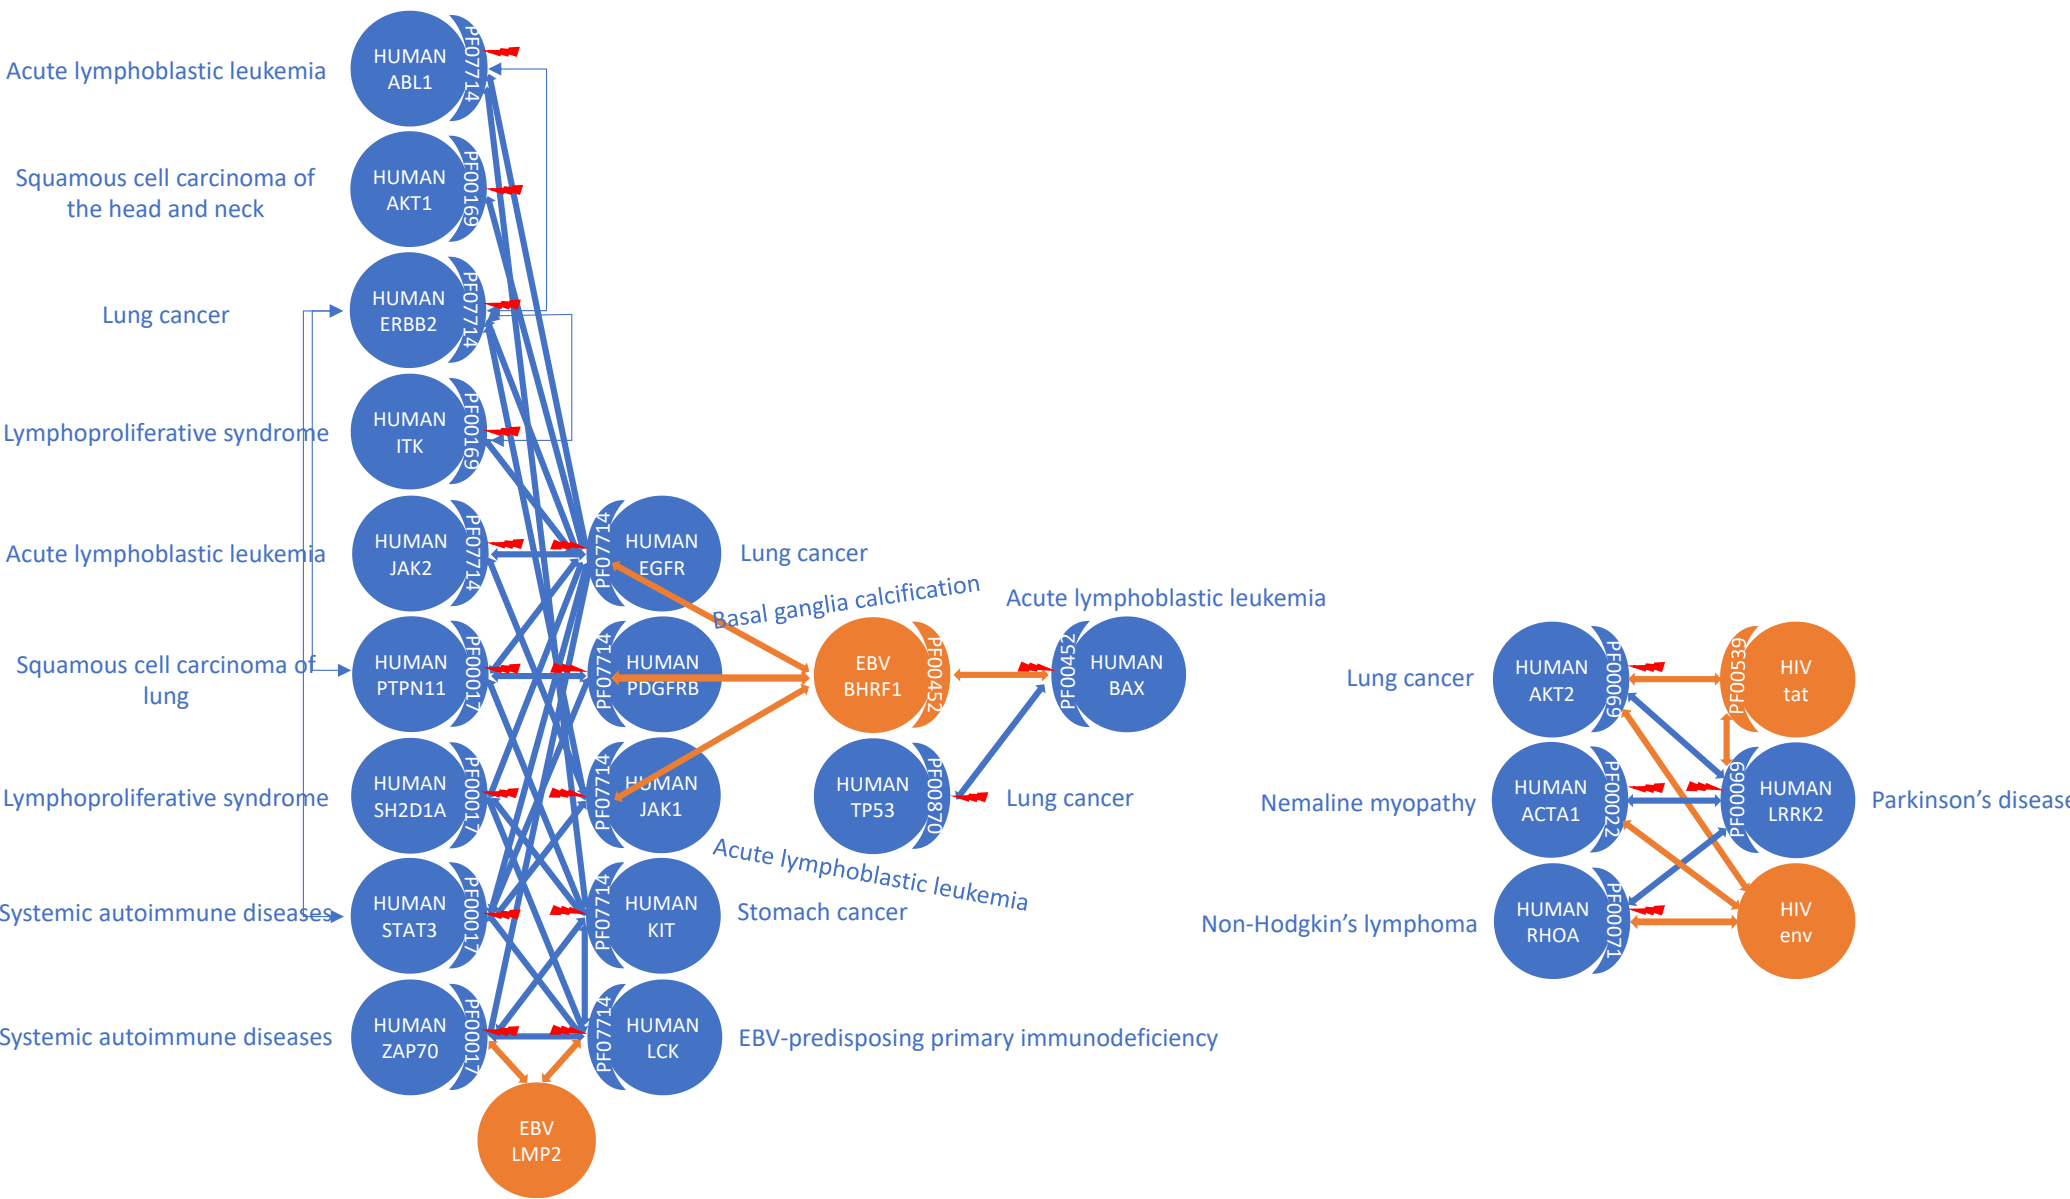 Acute lymphoblastic leukemia
HUMAN
ABL1
PF07714
Squamous cell carcinoma of
the head and neck
HUMAN
AKT1
PF00169
Lung cancer
HUMAN
ERBB2
PF07714
Lymphoproliferative syndrome
HUMAN
ITK
PF00169
Acute lymphoblastic leukemia
HUMAN
JAK2
PF07714
PF07714
HUMAN
EGFR
Lung cancer
Squamous cell carcinoma of
lung
HUMAN
PTPN11
PF00017
PF07714
HUMAN
PDGFRB
Basal ganglia calcification
EBV
BHRF1
PF00452
Acute lymphoblastic leukemia
PF00452
HUMAN
BAX
Lymphoproliferative syndrome
HUMAN
SH2D1A
PF00017
PF07714
HUMAN
JAK1
Acute lymphoblastic leukemia
HUMAN
TP53
PF00870
Lung cancer
Systemic autoimmune diseases
HUMAN
STAT3
PF00017
PF07714
HUMAN
KIT
Stomach cancer
Systemic autoimmune diseases
HUMAN
ZAP70
PF00017
PF07714
HUMAN
LCK
EBV-predisposing primary immunodeficiency
EBV
LMP2
Lung cancer
HUMAN
AKT2
PF00069
PF00539
HIV
tat
Nemaline myopathy
HUMAN
ACTA1
PF00022
PF00069
HUMAN
LRRK2
Parkinson's disease
Non-Hodgkin's lymphoma
HUMAN
RHOA
PF00071
HIV
env